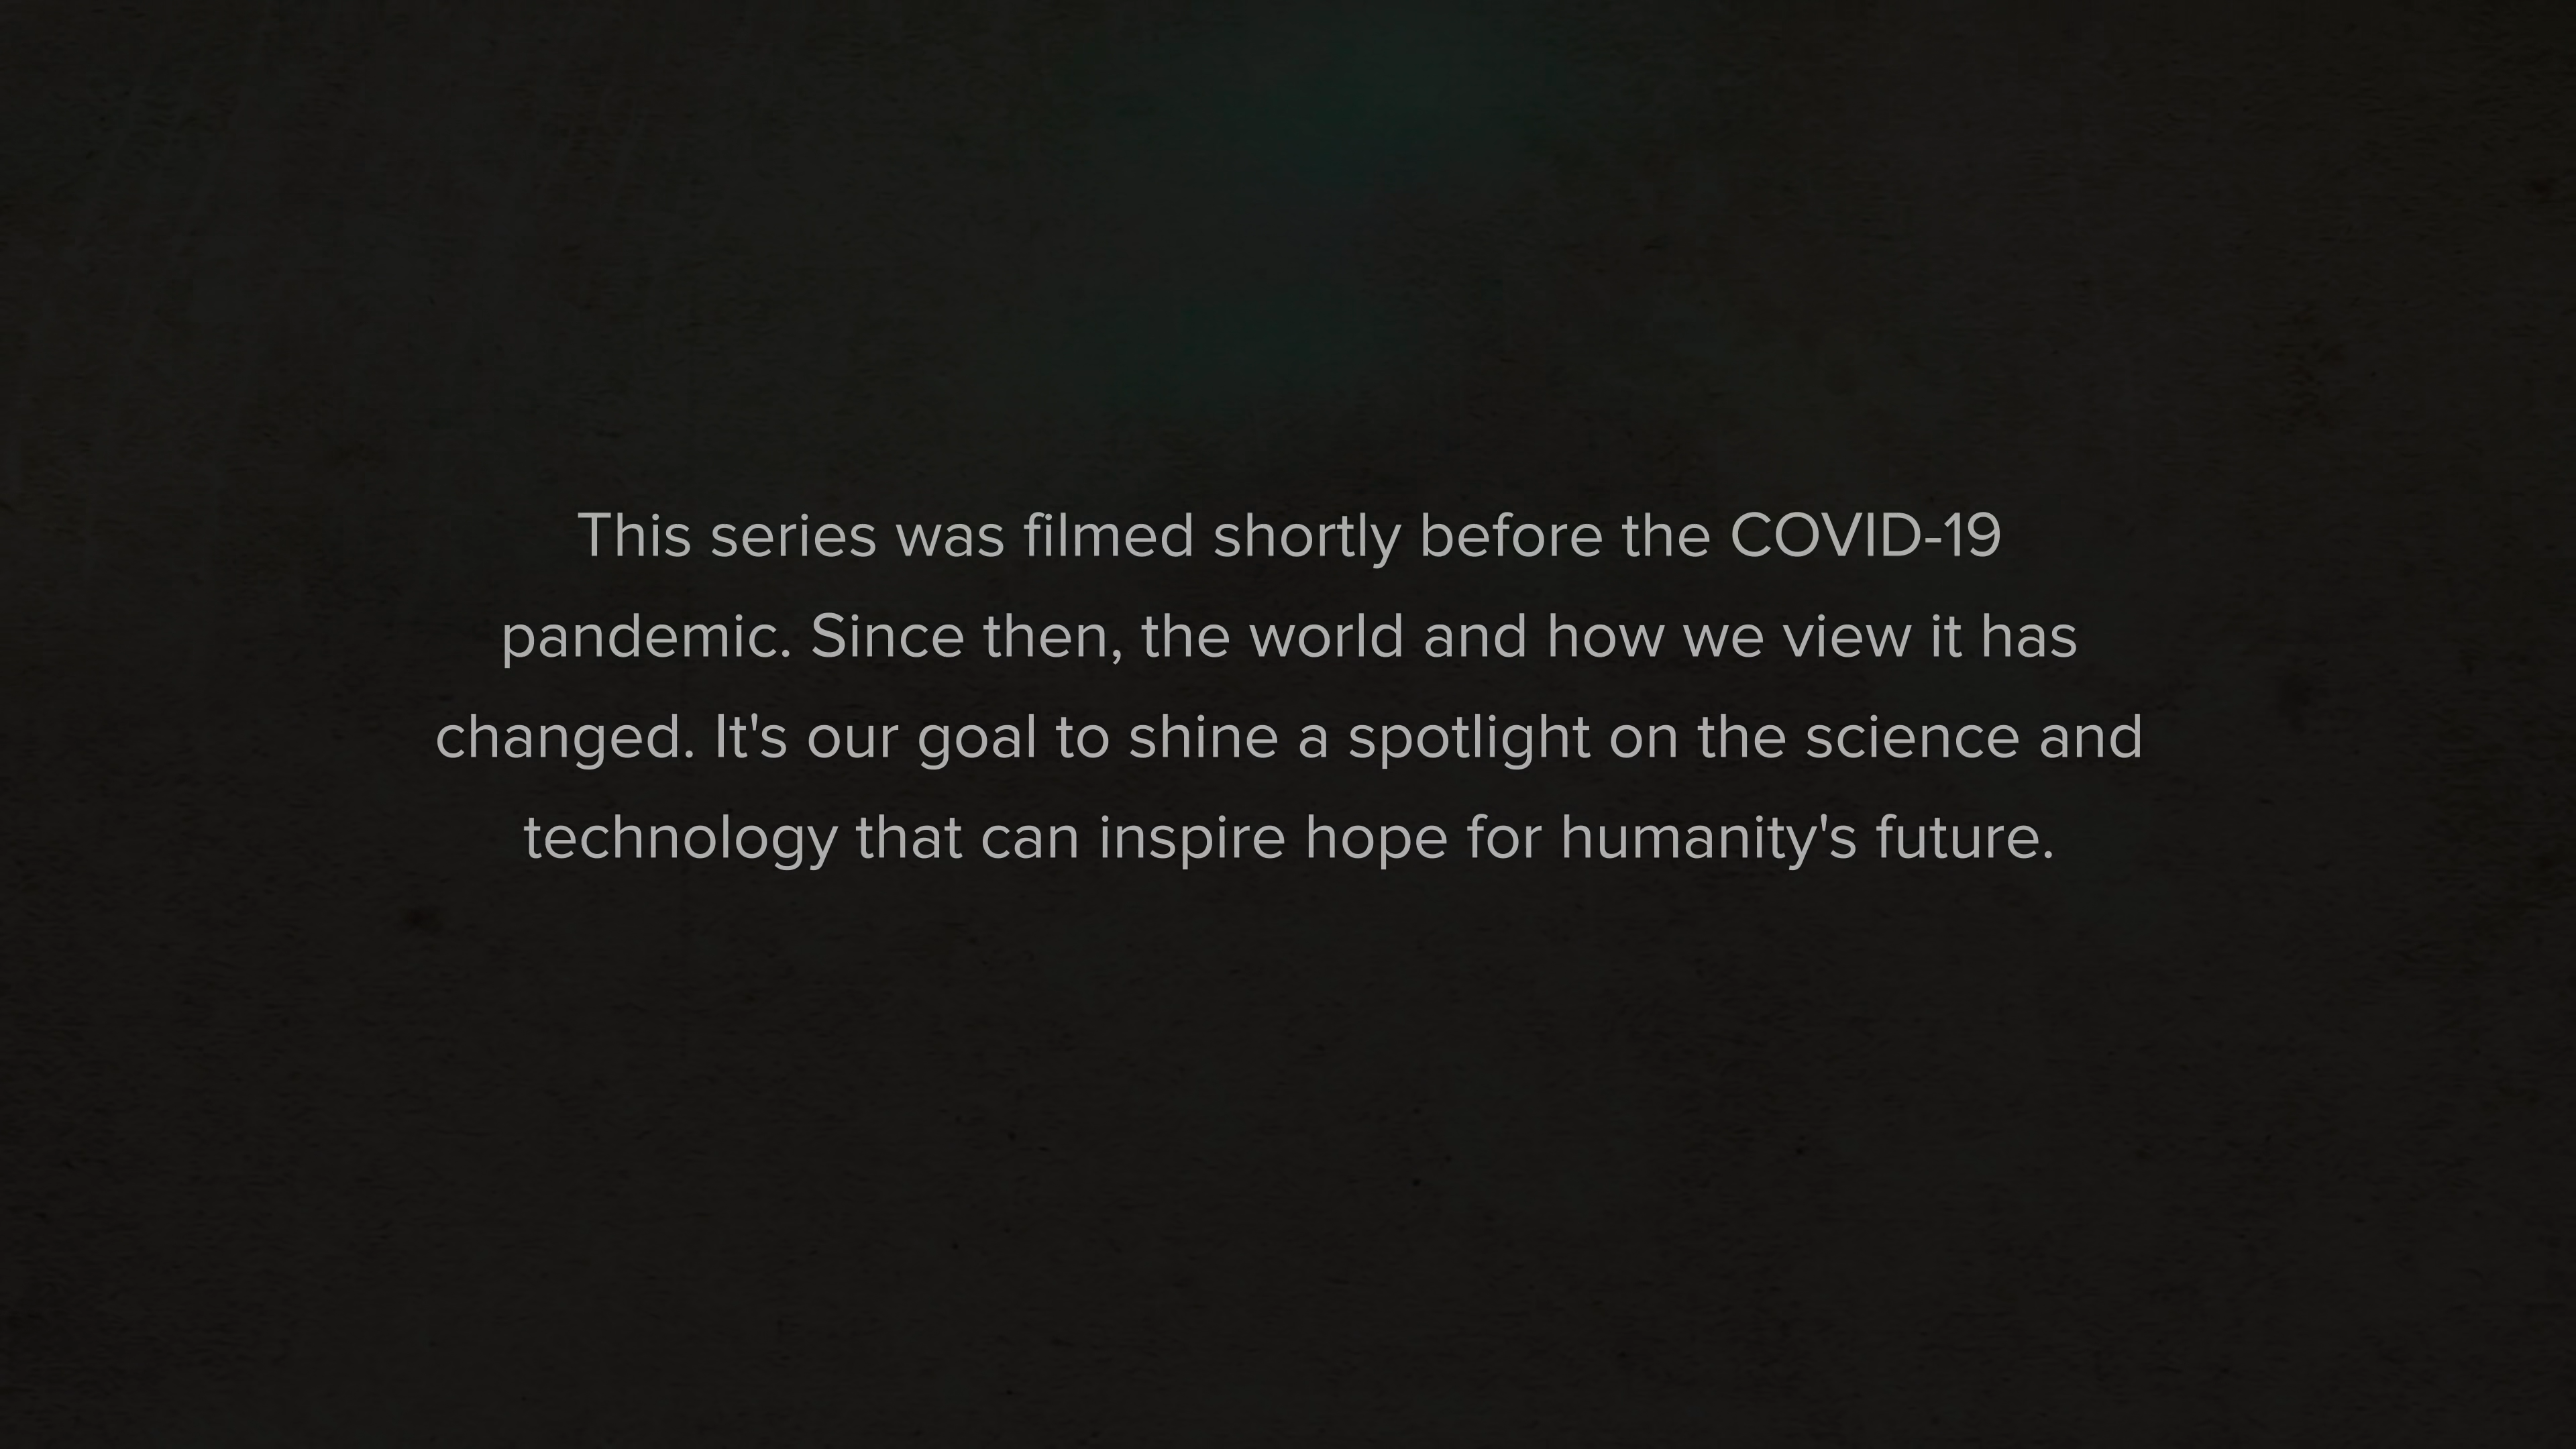 This series was filmed shortly before the COVID-19
pandemic. Since then, the world and how we view it has
changed. It's our goal to shine a spotlight on the science and
technology that can inspire hope for humanity's future.